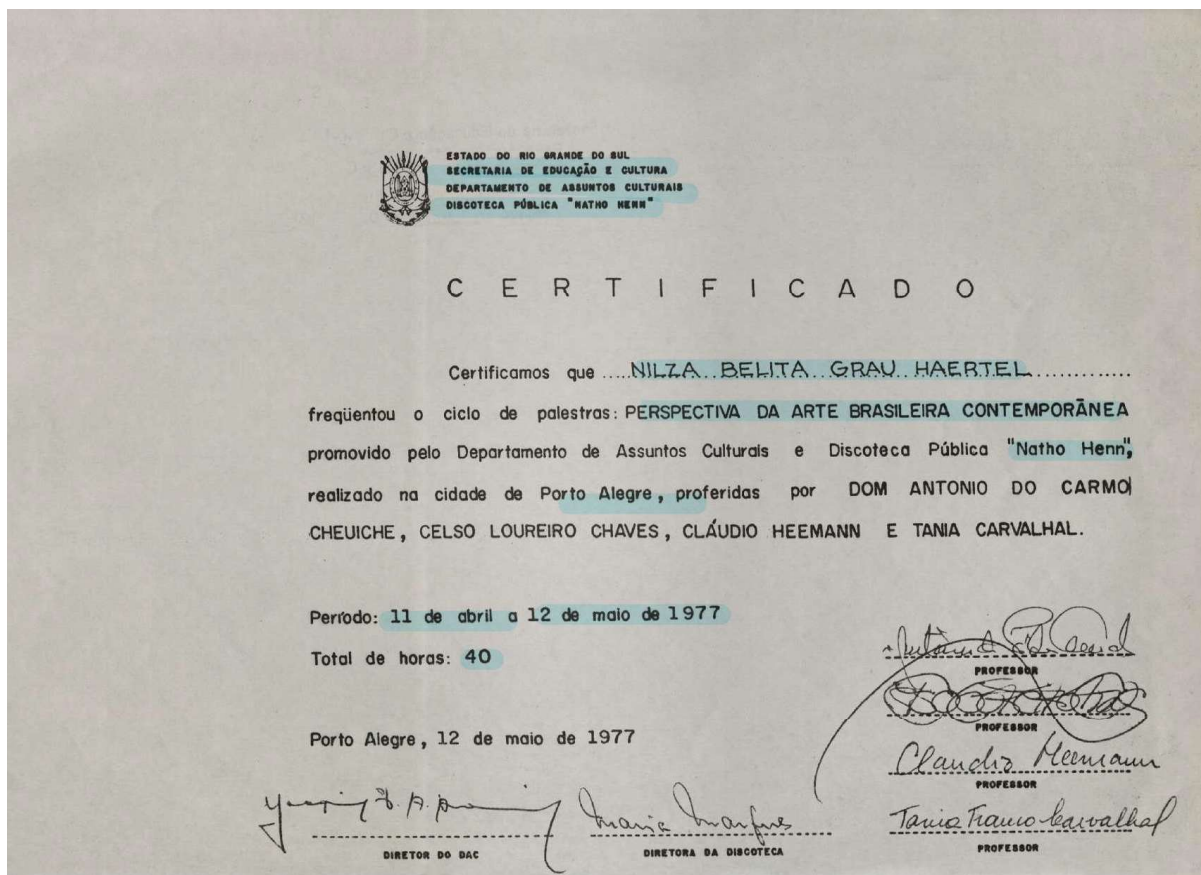 ESTADO DO RIO GRANDE DO SUL
SECRETARIA DE EDUCAÇÃO E CULTURA
DEPARTAMENTO DE ASSUNTOS CULTURAIS
DISCOTECA PÚBLICA "NATHO HENN"
CERTIFICADO
Certificamos que .....NILZA BELITA GRAU HAERTEL.............
freqüentou o ciclo de palestras: PERSPECTIVA DA ARTE BRASILEIRA CONTEMPORÃNEA
promovido pelo Departamento de Assuntos Culturais e Discoteca Pública "Natho Henn",
realizado na cidade de Porto Alegre, proferidas por DOM ANTONIO DO CARMO
CHEUICHE, CELSO LOUREIRO CHAVES, CLÁUDIO HEEMANN E TANIA CARVALHAL.
Período: 11 de abril a 12 de maio de 1977
Total de horas: 40
PROFESSOR
PROFESSOR
Porto Alegre, 12 de maio de 1977
Claudio Heemann
PROFESSOR
Maria Marques
Tania Franco Carvalhal
DIRETOR DO DAC
DIRETORA DA DISCOTECA
PROFESSOR